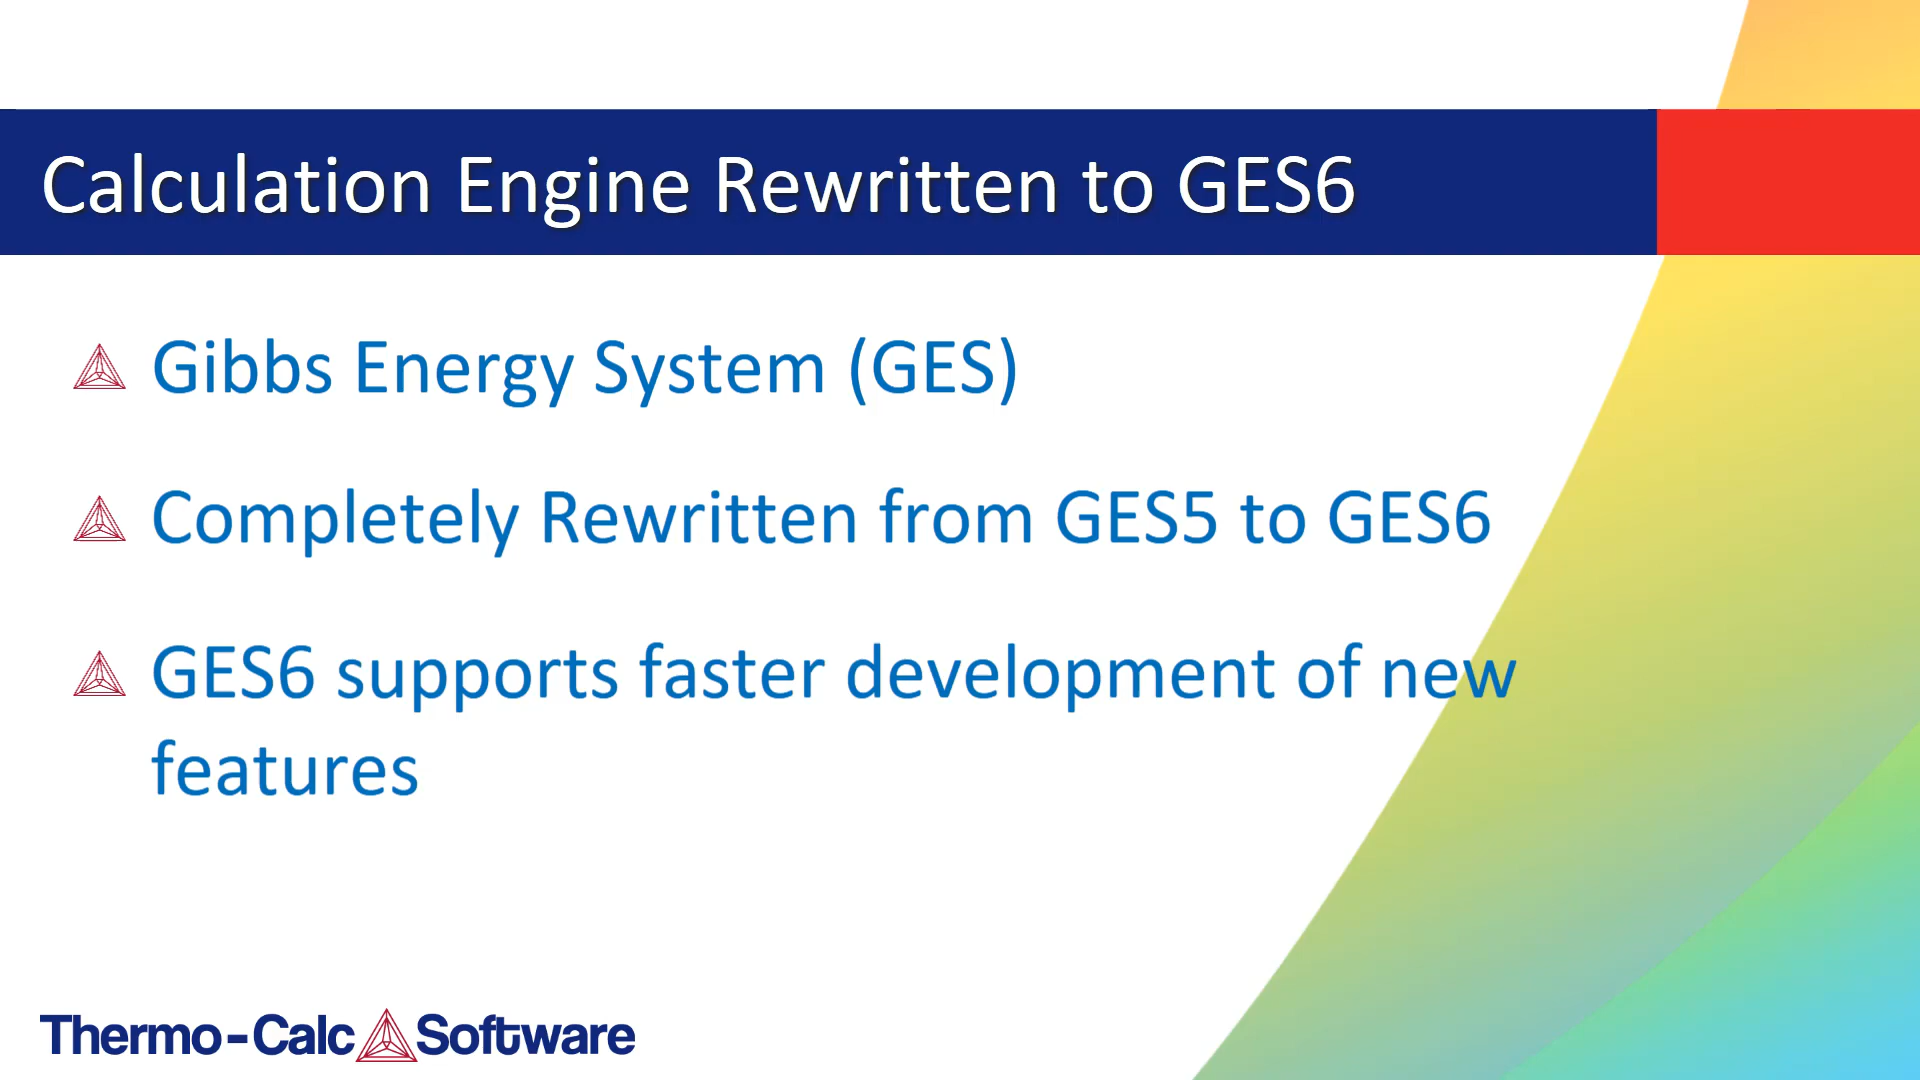 Calculation Engine Rewritten to GES6
Gibbs Energy System (GES)
Completely Rewritten from GES5 to GES6
GES6 supports faster development of new
features
Thermo-Calc Software